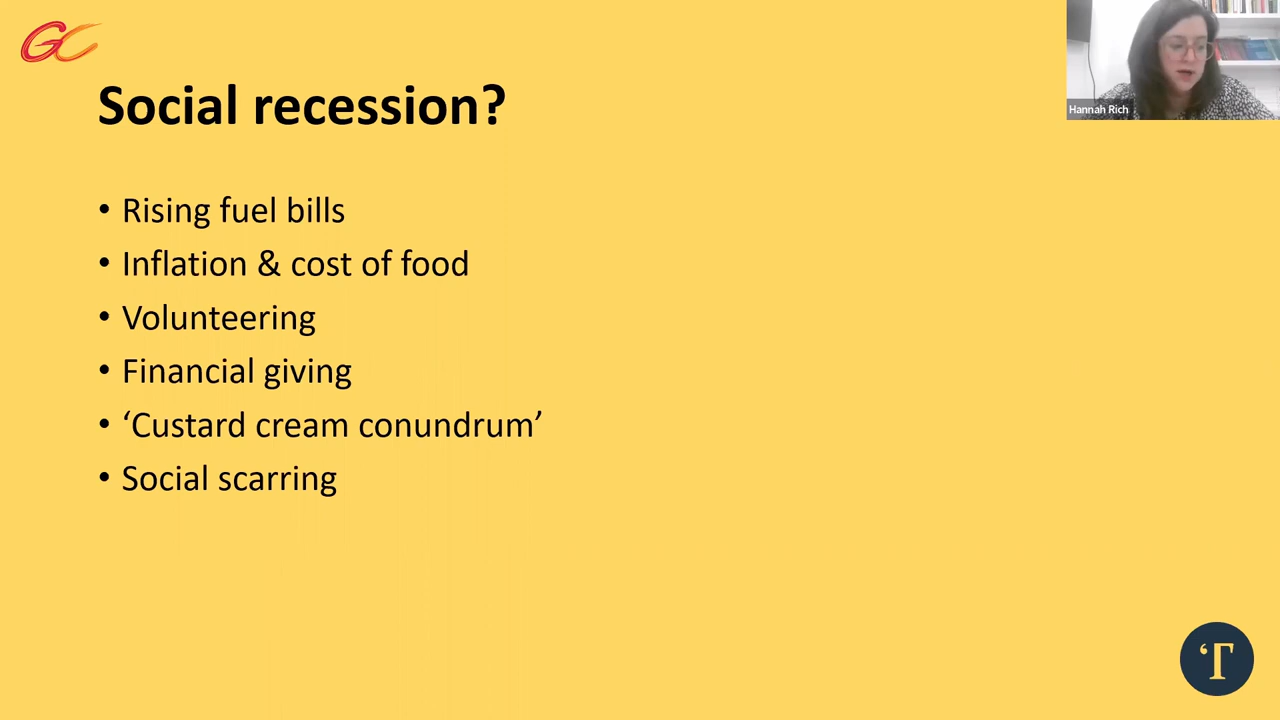 GC
Social recession?
Hannah Rich
• Rising fuel bills
• Inflation & cost of food
• Volunteering
• Financial giving
• ‘Custard cream conundrum’
• Social scarring
‘T